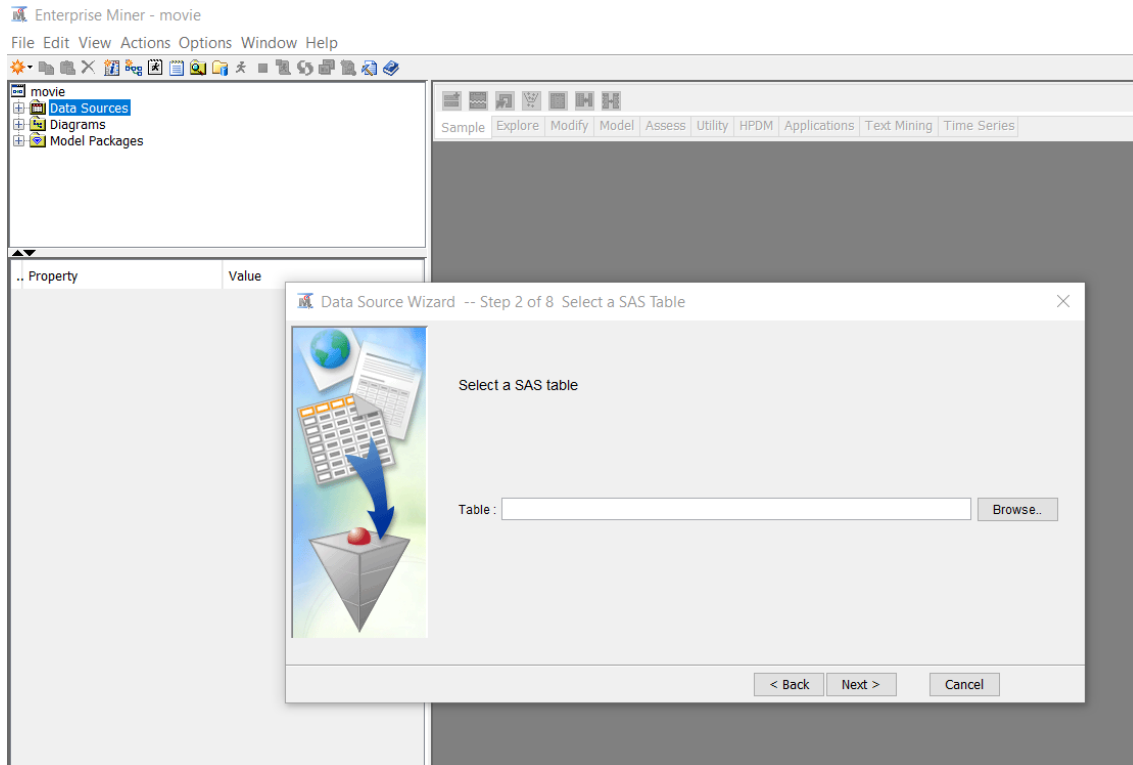 Enterprise Miner - movie
File Edit View Actions Options Window Help
movie
Data Sources
Diagrams
Model Packages
Sample Explore Modify Model Assess Utility HPDM Applications Text Mining Time Series
.. Property Value
Data Source Wizard -- Step 2 of 8 Select a SAS Table
Select a SAS table
Table : Browse..
< Back Next > Cancel